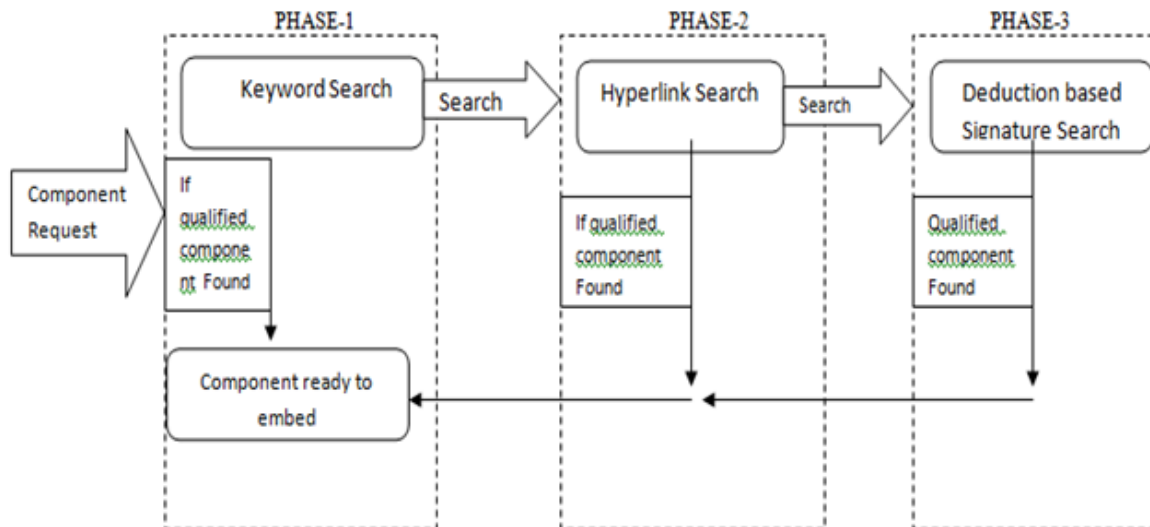 PHASE-1
PHASE-2
PHASE-3
Keyword Search
Search
Hyperlink Search
Search
Deduction based
Signature Search
Component
Request
If
qualified
compone
nt Found
If qualified
component
Found
Qualified
component
Found
Component ready to
embed